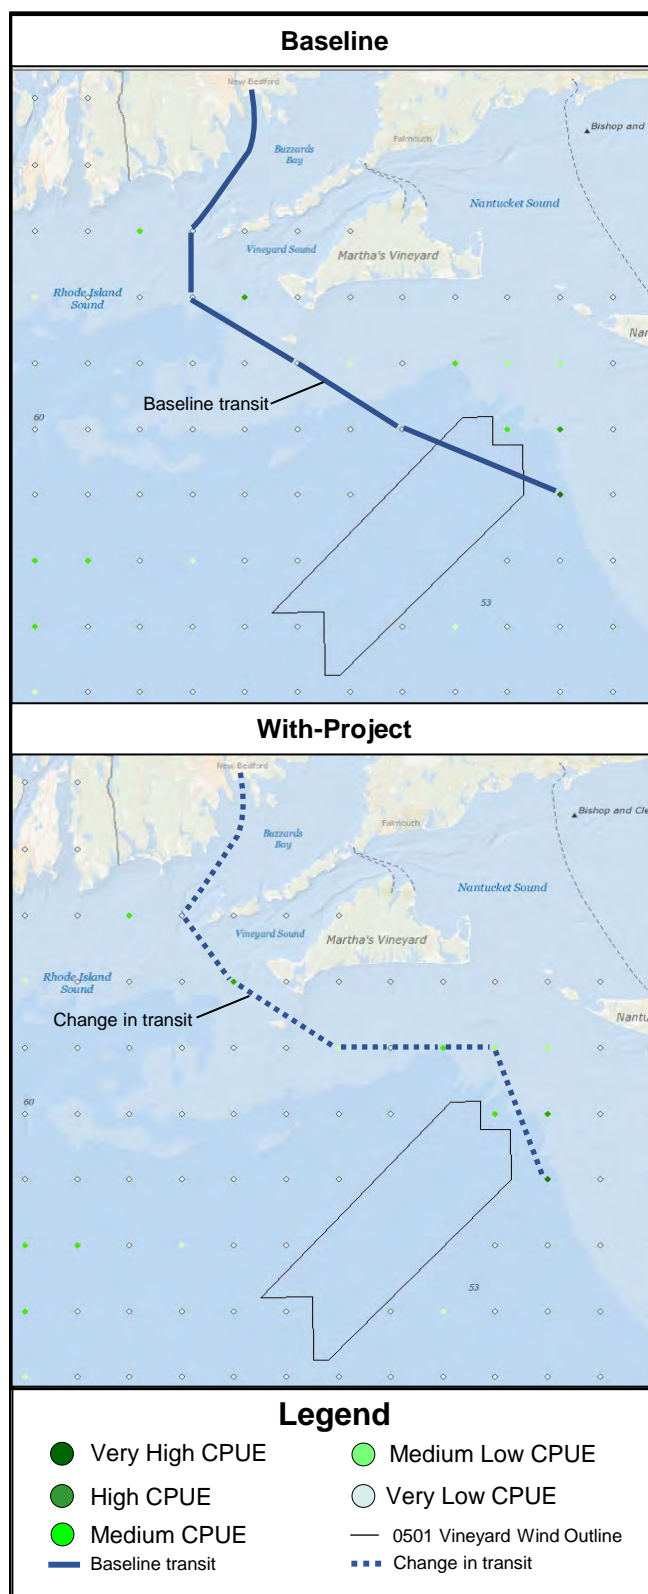 Baseline
New Bedford
Bishop and
Buzzards
Bay
Falmouth
Nantucket Sound
Vineyard Sound
Martha's Vineyard
Rhode Island
Sound
Nan
Baseline transit
60
53
With-Project
New Bedford
Bishop and Cle
Buzzards
Bay
Falmouth
Nantucket Sound
Vineyard Sound
Martha's Vineyard
Rhode Island
Sound
Nantu
Change in transit
60
53
Legend
Very High CPUE
Medium Low CPUE
High CPUE
Very Low CPUE
Medium CPUE
0501 Vineyard Wind Outline
Baseline transit
Change in transit